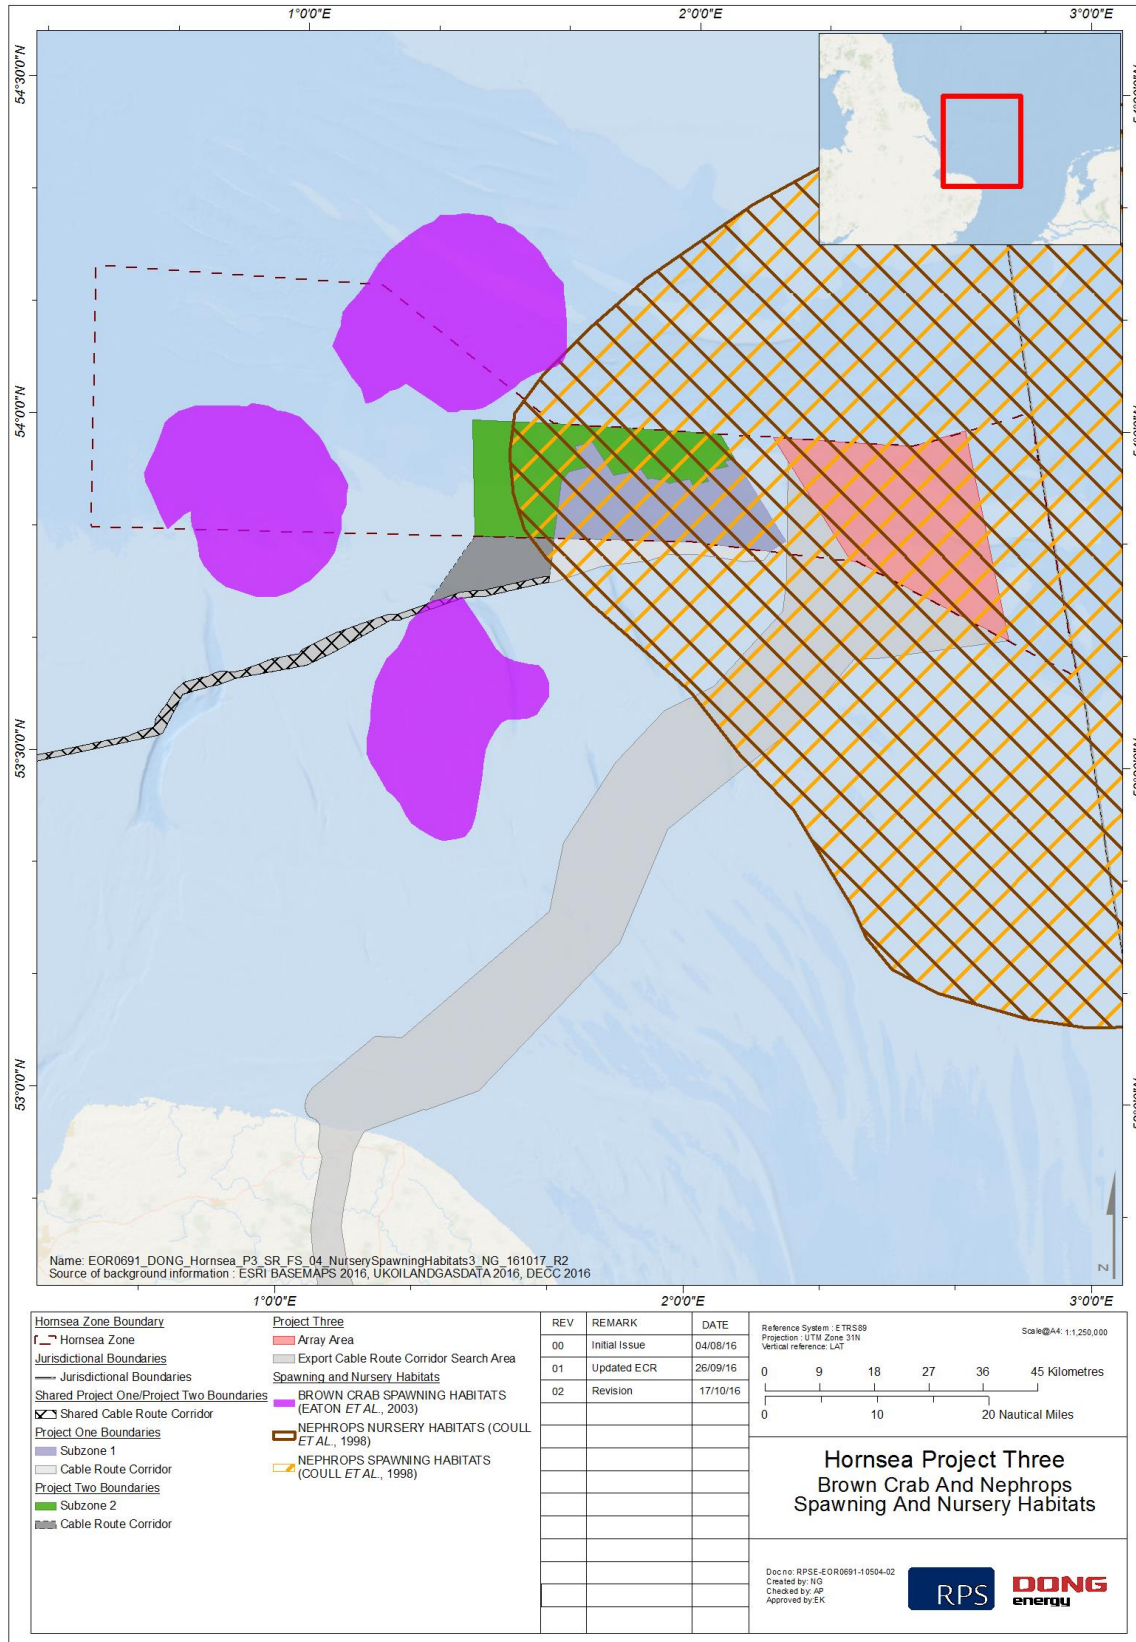 1°0'0"E
2°0'0"E
3°0'0"E
54°30'0"N
54°0'0"N
53°30'0"N
53°0'0"N
Name: EOR0691_DONG_Hornsea_P3_SR_FS_04_NurserySpawningHabitats3_NG_161017_R2
Source of background information : ESRI BASEMAPS 2016, UKOILANDGASDATA 2016, DECC 2016
N
1°0'0"E
2°0'0"E
3°0'0"E
Hornsea Zone Boundary
Hornsea Zone
Jurisdictional Boundaries
Jurisdictional Boundaries
Shared Project One/Project Two Boundaries
Shared Cable Route Corridor
Project One Boundaries
Subzone 1
Cable Route Corridor
Project Two Boundaries
Subzone 2
Cable Route Corridor
Project Three
Array Area
Export Cable Route Corridor Search Area
Spawning and Nursery Habitats
BROWN CRAB SPAWNING HABITATS
(EATON ET AL., 2003)
NEPHROPS NURSERY HABITATS (COULL
ET AL., 1998)
NEPHROPS SPAWNING HABITATS
(COULL ET AL., 1998)
REV REMARK DATE
00 Initial Issue 04/08/16
01 Updated ECR 26/09/16
02 Revision 17/10/16
Reference System : ETRS89
Projection : UTM Zone 31N
Vertical reference: LAT
Scale@A4: 1:1,250,000
0 9 18 27 36 45 Kilometres
0 10 20 Nautical Miles
Hornsea Project Three
Brown Crab And Nephrops
Spawning And Nursery Habitats
Doc no: RPSE-EOR0691-10504-02
Created by: NG
Checked by: AP
Approved by:EK
RPS
DONG
energy